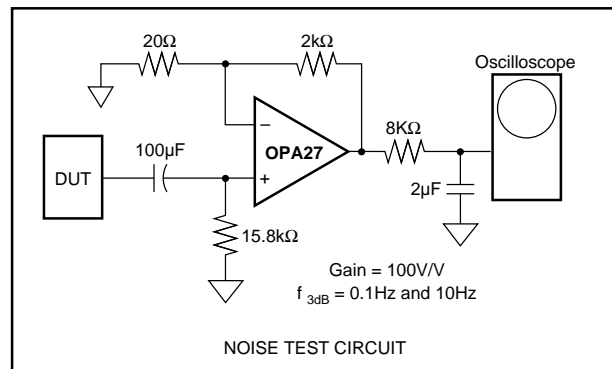 20Ω
2kΩ
Oscilloscope
100µF
–
OPA27
8KΩ
DUT
+
2µF
15.8kΩ
Gain = 100V/V
f 3dB = 0.1Hz and 10Hz
NOISE TEST CIRCUIT